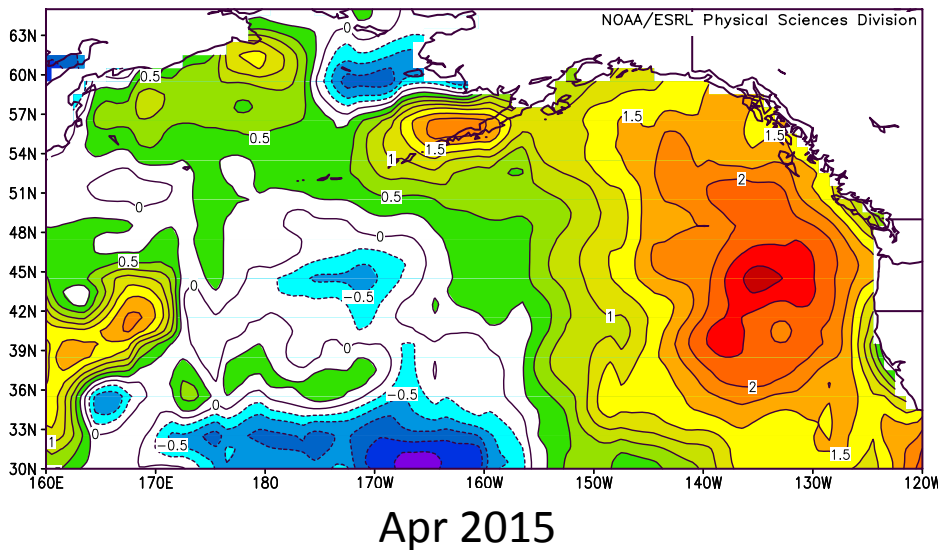 NOAA/ESRL Physical Sciences Division
63N
60N
57N
54N
51N
48N
45N
42N
39N
36N
33N
30N
0
0.5
0.5
1.5
1.5
1
1.5
2
0.5
0
0
0.5
0
-0.5
1
0
2
-0.5
0
0
-0.5
1
1.5
160E
170E
180
170W
160W
150W
140W
130W
120W
Apr 2015